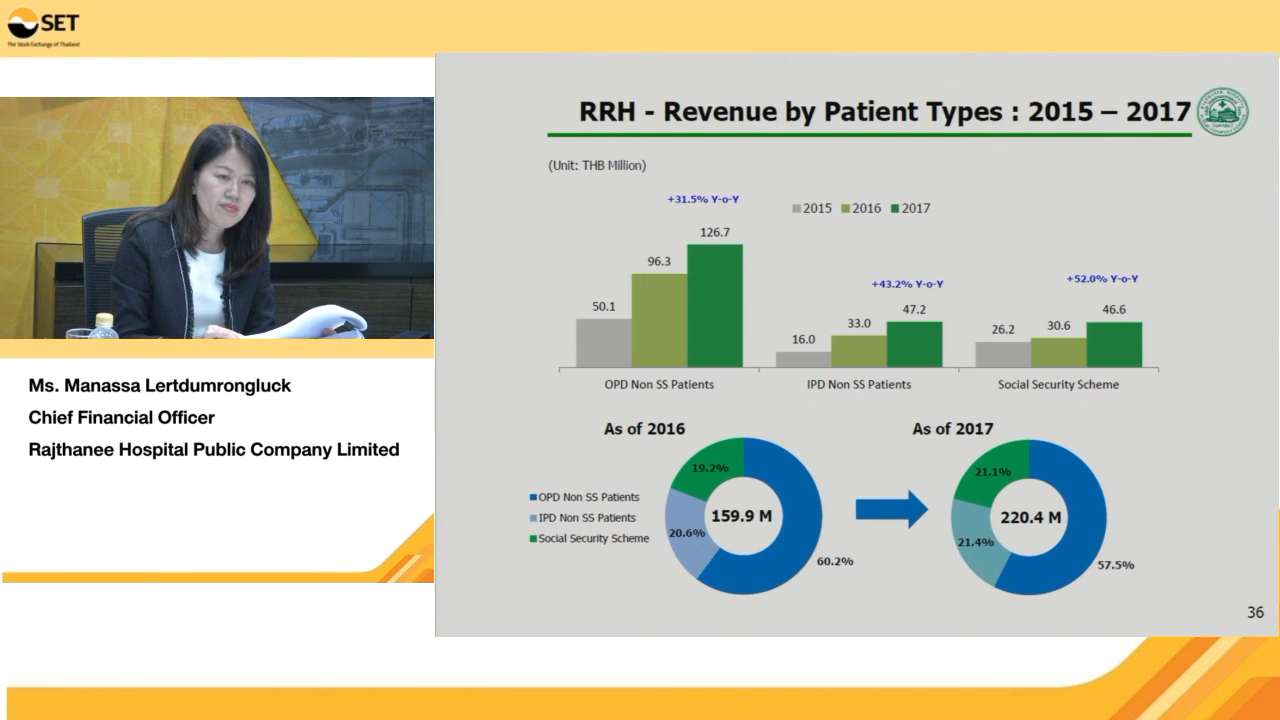 SET
The Stock Exchange of Thailand
RRH - Revenue by Patient Types : 2015 – 2017
(Unit: THB Million)
+31.5% Y-o-Y
2015 2016 2017
126.7
96.3
50.1
+43.2% Y-o-Y
47.2
33.0
16.0
+52.0% Y-o-Y
46.6
30.6
26.2
OPD Non SS Patients
IPD Non SS Patients
Social Security Scheme
Ms. Manassa Lertdumrongluck
Chief Financial Officer
Rajthanee Hospital Public Company Limited
As of 2016
As of 2017
OPD Non SS Patients
IPD Non SS Patients
Social Security Scheme
19.2%
20.6%
159.9 M
60.2%
21.1%
21.4%
220.4 M
57.5%
36